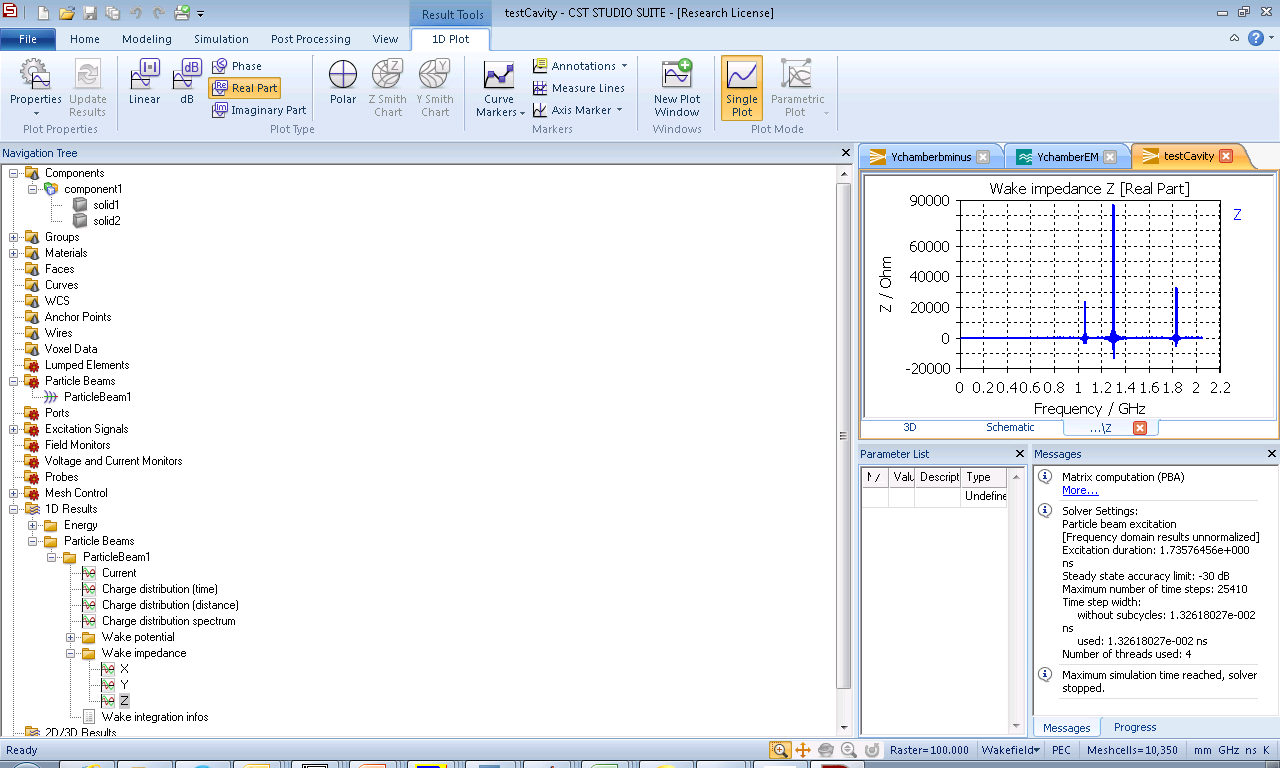 Result Tools
testCavity - CST STUDIO SUITE - [Research License]
File
Home
Modeling
Simulation
Post Processing
View
1D Plot
Properties
Update Results
Plot Properties
Linear
dB
Phase
Real Part
Imaginary Part
Plot Type
Polar
Z Smith Chart
Y Smith Chart
Curve Markers
Annotations
Measure Lines
Axis Marker
Markers
New Plot Window
Windows
Single Plot
Parametric Plot
Plot Mode
Navigation Tree
Components
component1
solid1
solid2
Groups
Materials
Faces
Curves
WCS
Anchor Points
Wires
Voxel Data
Lumped Elements
Particle Beams
ParticleBeam1
Ports
Excitation Signals
Field Monitors
Voltage and Current Monitors
Probes
Mesh Control
1D Results
Energy
Particle Beams
ParticleBeam1
Current
Charge distribution (time)
Charge distribution (distance)
Charge distribution spectrum
Wake potential
Wake impedance
X
Y
Z
Wake integration infos
2D/3D Results
Ychamberbminus
YchamberEM
testCavity
Wake impedance Z [Real Part]
Z
Z / Ohm
90000
60000
40000
20000
0
-20000
0 0.2 0.4 0.6 0.8 1 1.2 1.4 1.6 1.8 2 2.2
Frequency / GHz
3D
Schematic
...\Z
Parameter List
Valu
Descript
Type
Undefine
Messages
Matrix computation (PBA)
More...
Solver Settings:
Particle beam excitation
[Frequency domain results unnormalized]
Excitation duration: 1.73576456e+000
ns
Steady state accuracy limit: -30 dB
Maximum number of time steps: 25410
Time step width:
without subcycles: 1.32618027e-002
ns
used: 1.32618027e-002 ns
Number of threads used: 4
Maximum simulation time reached, solver
stopped.
Messages
Progress
Ready
Raster=100.000
Wakefield
PEC
Meshcells=10,350
mm GHz ns K